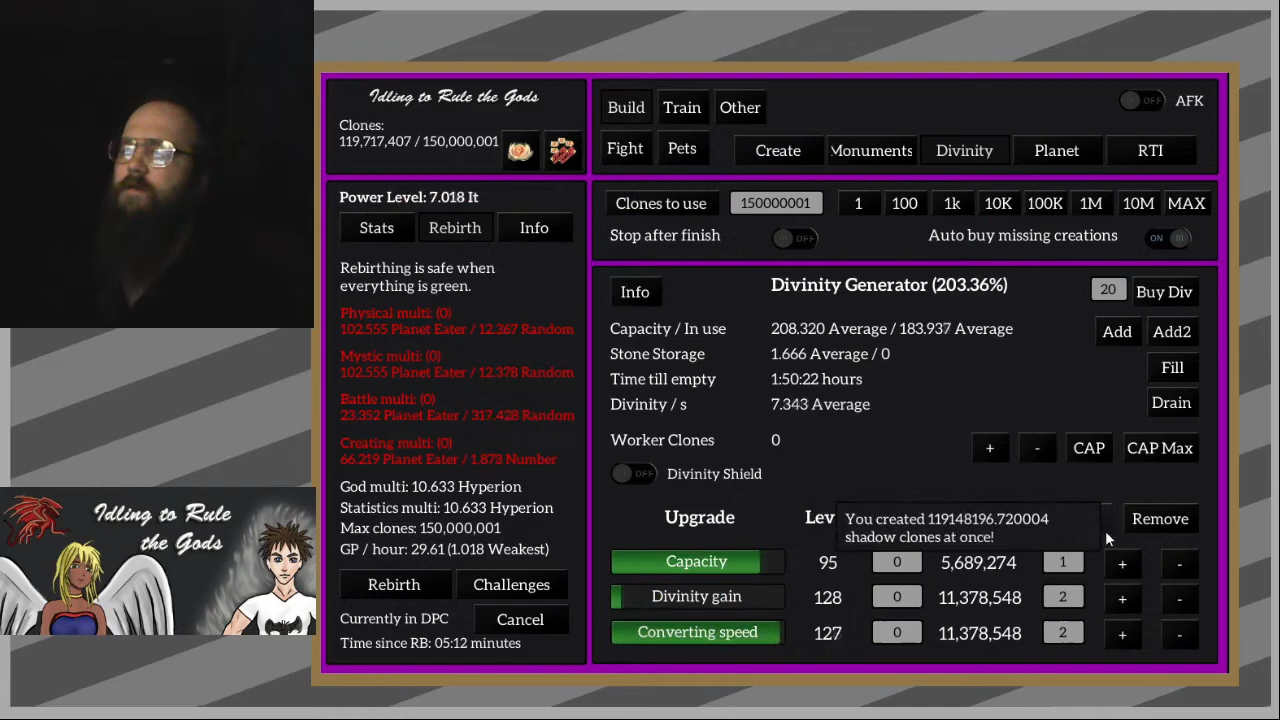 Idling to Rule the Gods
Clones:
119,717,407 / 150,000,001
Build
Train
Other
OFF
AFK
Fight
Pets
Create
Monuments
Divinity
Planet
RTI
Power Level: 7.018 It
Stats
Rebirth
Info
Rebirthing is safe when
everything is green.
Physical multi: (0)
102.555 Planet Eater / 12.367 Random
Mystic multi: (0)
102.555 Planet Eater / 12.378 Random
Battle multi: (0)
23.352 Planet Eater / 317.428 Random
Creating multi: (0)
66.219 Planet Eater / 1.873 Number
God multi: 10.633 Hyperion
Statistics multi: 10.633 Hyperion
Max clones: 150,000,001
GP / hour: 29.61 (1.018 Weakest)
Rebirth
Challenges
Currently in DPC
Cancel
Time since RB: 05:12 minutes
Clones to use
150000001
1
100
1k
10K
100K
1M
10M
MAX
Stop after finish
OFF
Auto buy missing creations
ON
Info
Divinity Generator (203.36%)
20
Buy Div
Capacity / In use
208.320 Average / 183.937 Average
Add
Add2
Stone Storage
1.666 Average / 0
Fill
Time till empty
1:50:22 hours
Divinity / s
7.343 Average
Drain
Worker Clones
0
+
-
CAP
CAP Max
OFF
Divinity Shield
Upgrade
Lev
You created 119148196.720004
shadow clones at once!
Remove
Capacity
95
0
5,689,274
1
+
-
Divinity gain
128
0
11,378,548
2
+
-
Converting speed
127
0
11,378,548
2
+
-
Idling to Rule
the Gods